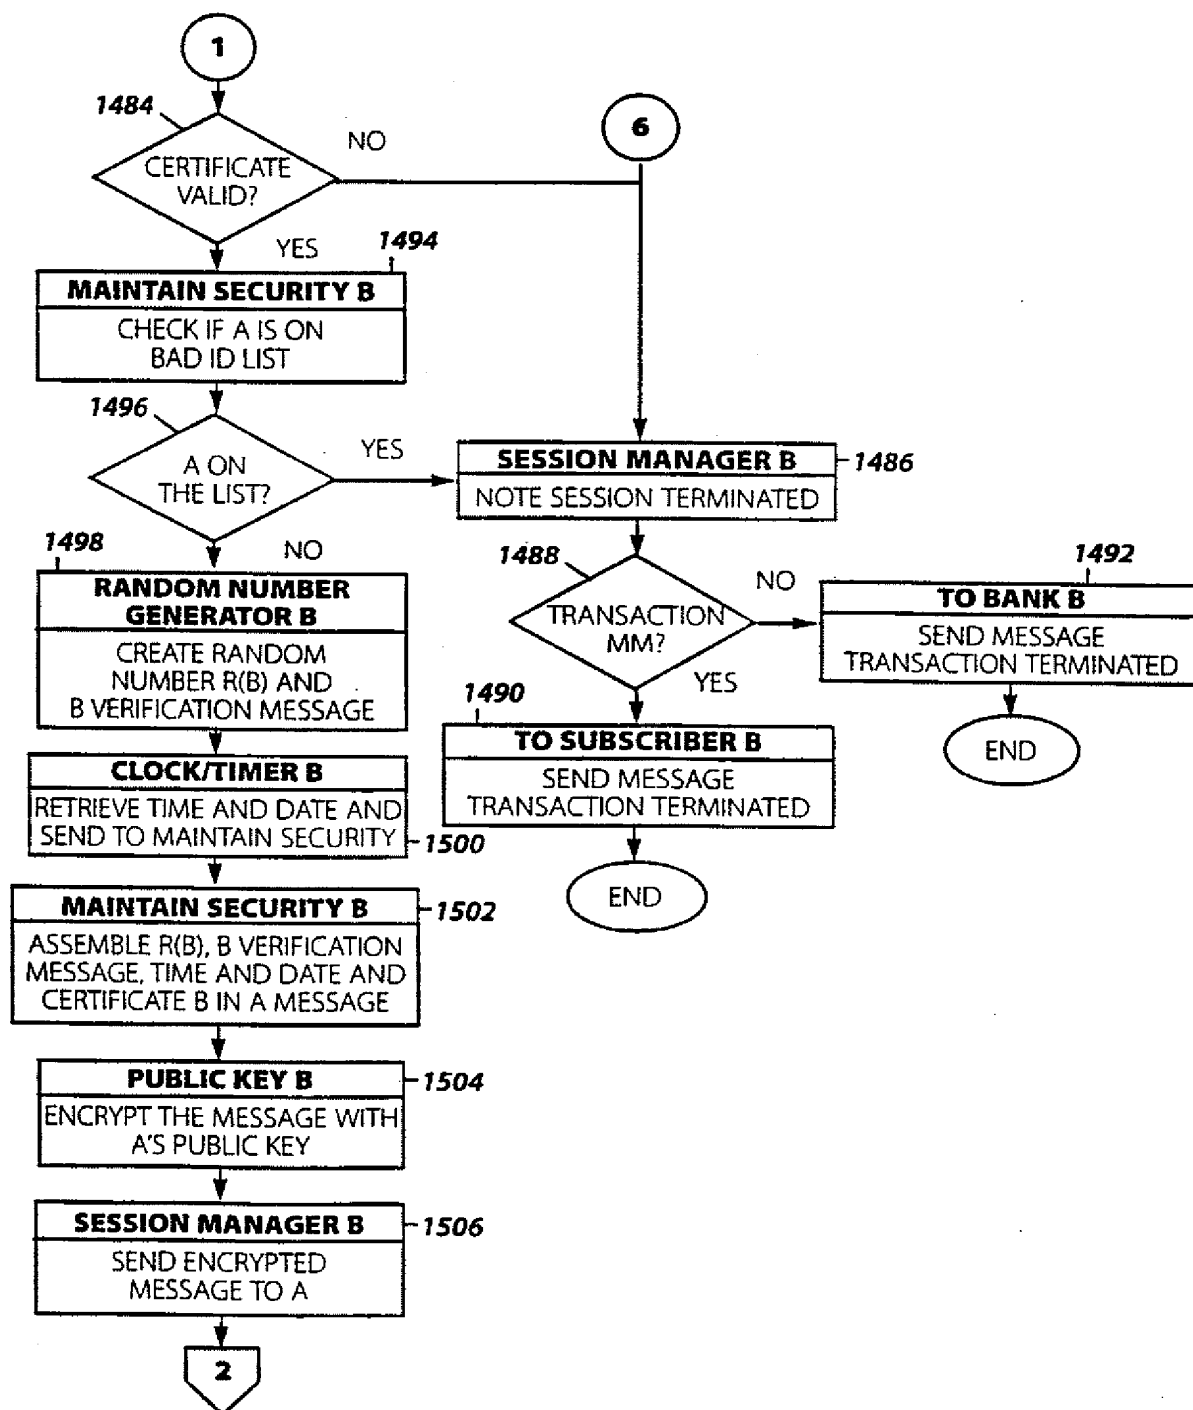 1
1484
CERTIFICATE
VALID?
NO
6
YES
1494
MAINTAIN SECURITY B
CHECK IF A IS ON
BAD ID LIST
1496
A ON
THE LIST?
YES
SESSION MANAGER B
1486
NOTE SESSION TERMINATED
NO
1498
RANDOM NUMBER
GENERATOR B
CREATE RANDOM
NUMBER R(B) AND
B VERIFICATION MESSAGE
1488
TRANSACTION
MM?
NO
1492
TO BANK B
SEND MESSAGE
TRANSACTION TERMINATED
END
YES
1490
TO SUBSCRIBER B
SEND MESSAGE
TRANSACTION TERMINATED
END
CLOCK/TIMER B
RETRIEVE TIME AND DATE AND
SEND TO MAINTAIN SECURITY
1500
MAINTAIN SECURITY B
1502
ASSEMBLE R(B), B VERIFICATION
MESSAGE, TIME AND DATE AND
CERTIFICATE B IN A MESSAGE
PUBLIC KEY B
1504
ENCRYPT THE MESSAGE WITH
A'S PUBLIC KEY
SESSION MANAGER B
1506
SEND ENCRYPTED
MESSAGE TO A
2